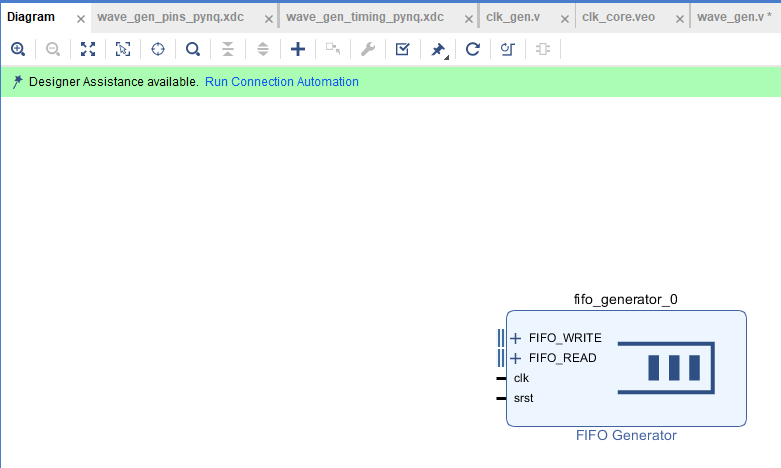 Diagram wave_gen_pins_pynq.xdc wave_gen_timing_pynq.xdc clk_gen.v clk_core.veo wave_gen.v *
Designer Assistance available. Run Connection Automation
fifo_generator_0
FIFO_WRITE
FIFO_READ
clk
srst
FIFO Generator